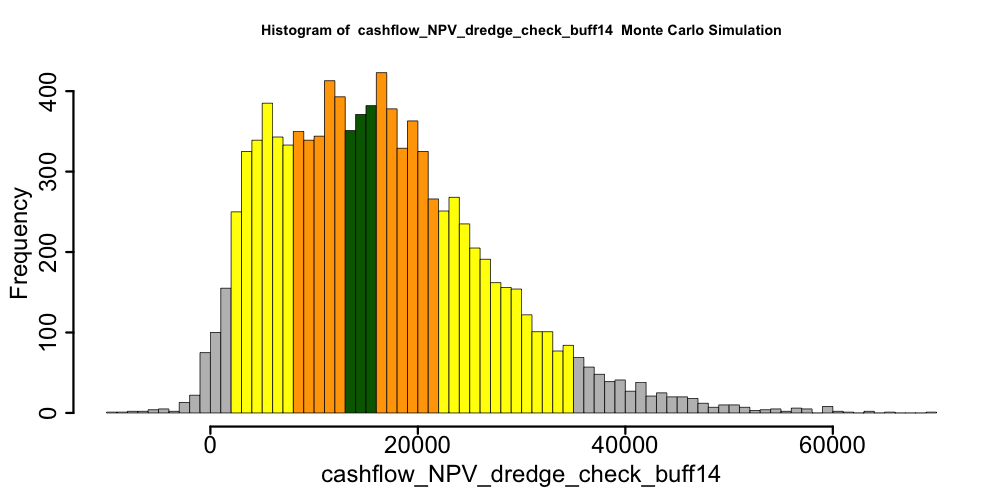 Histogram of  cashflow_NPV_dredge_check_buff14  Monte Carlo Simulation
Frequency
400
300
200
100
0
0 20000 40000 60000
cashflow_NPV_dredge_check_buff14